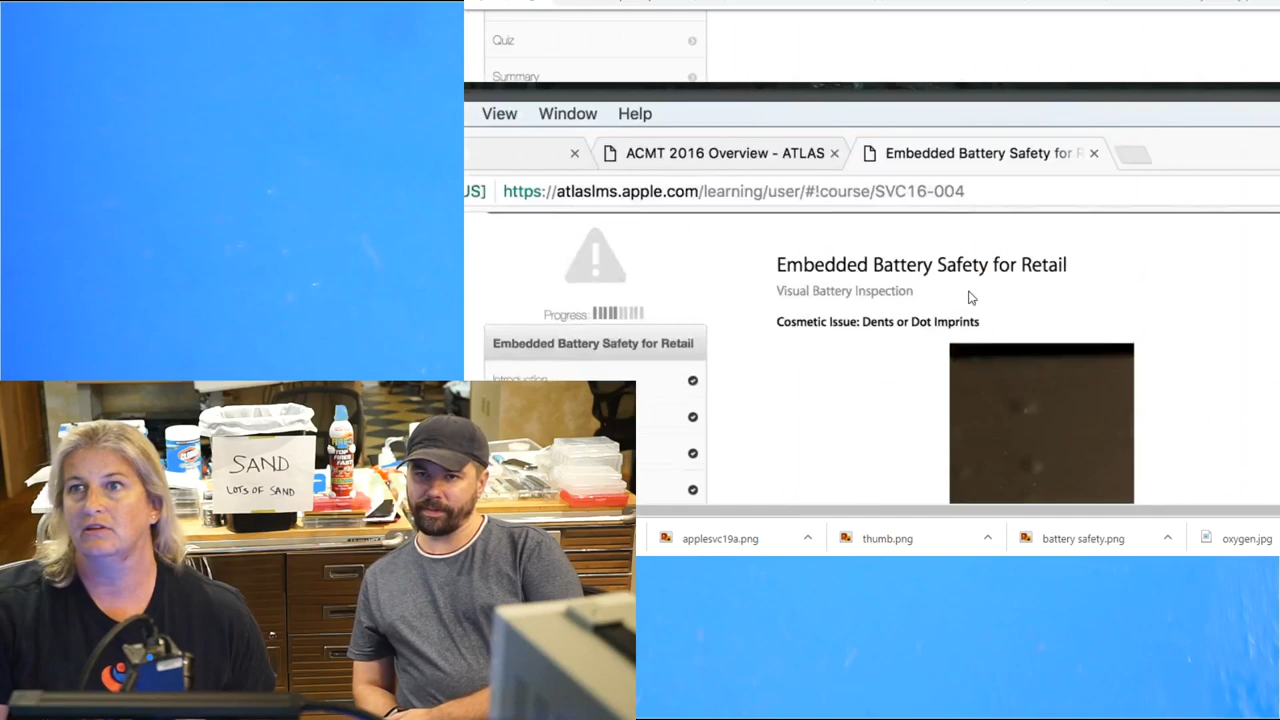 Quiz
Summary
View Window Help
ACMT 2016 Overview - ATLAS
Embedded Battery Safety for R
US] https://atlaslms.apple.com/learning/user/#!course/SVC16-004
Embedded Battery Safety for Retail
Visual Battery Inspection
Progress:
Cosmetic Issue: Dents or Dot Imprints
Embedded Battery Safety for Retail
Introduction
SAND
LOTS OF SAND
applesvc19a.png
thumb.png
battery safety.png
oxygen.jpg